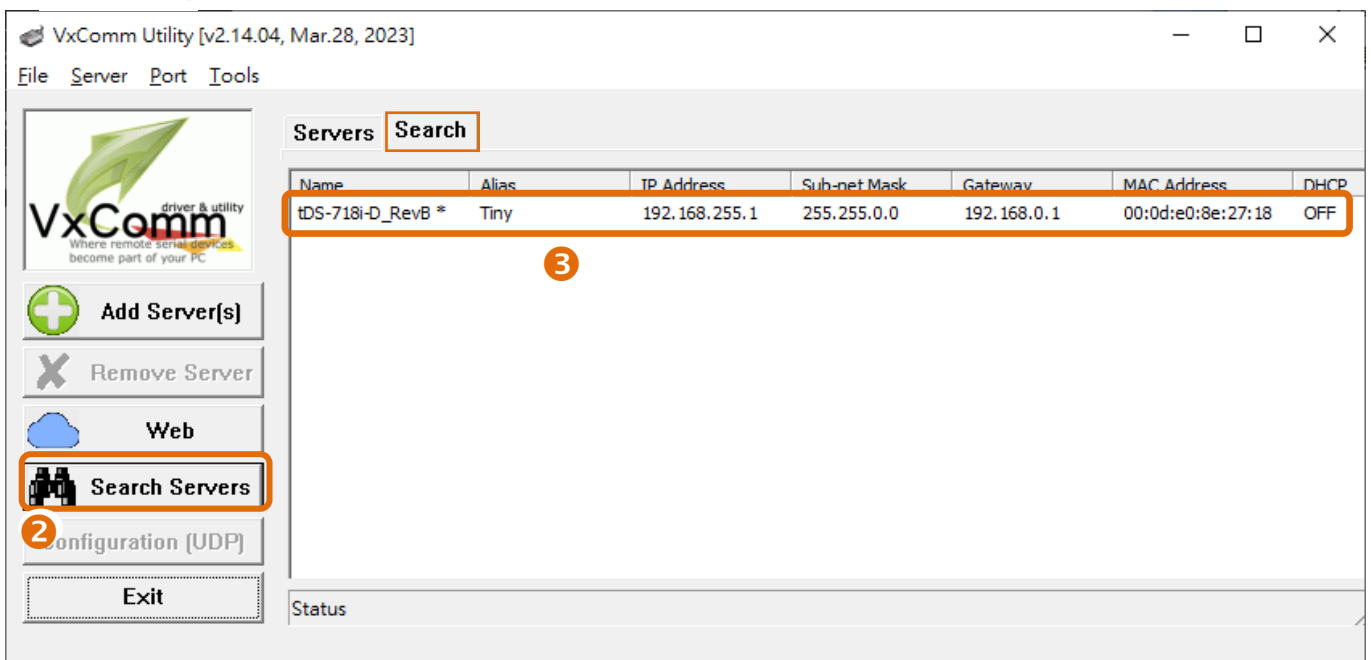 VxComm Utility [v2.14.04, Mar.28, 2023]
File Server Port Tools
VxComm
driver & utility
Where remote serial devices
become part of your PC
Servers Search
Name Alias IP Address Sub-net Mask Gateway MAC Address DHCP
tDS-718i-D_RevB * Tiny 192.168.255.1 255.255.0.0 192.168.0.1 00:0d:e0:8e:27:18 OFF
3
Add Server(s)
Remove Server
Web
Search Servers
2
onfiguration (UDP)
Exit
Status